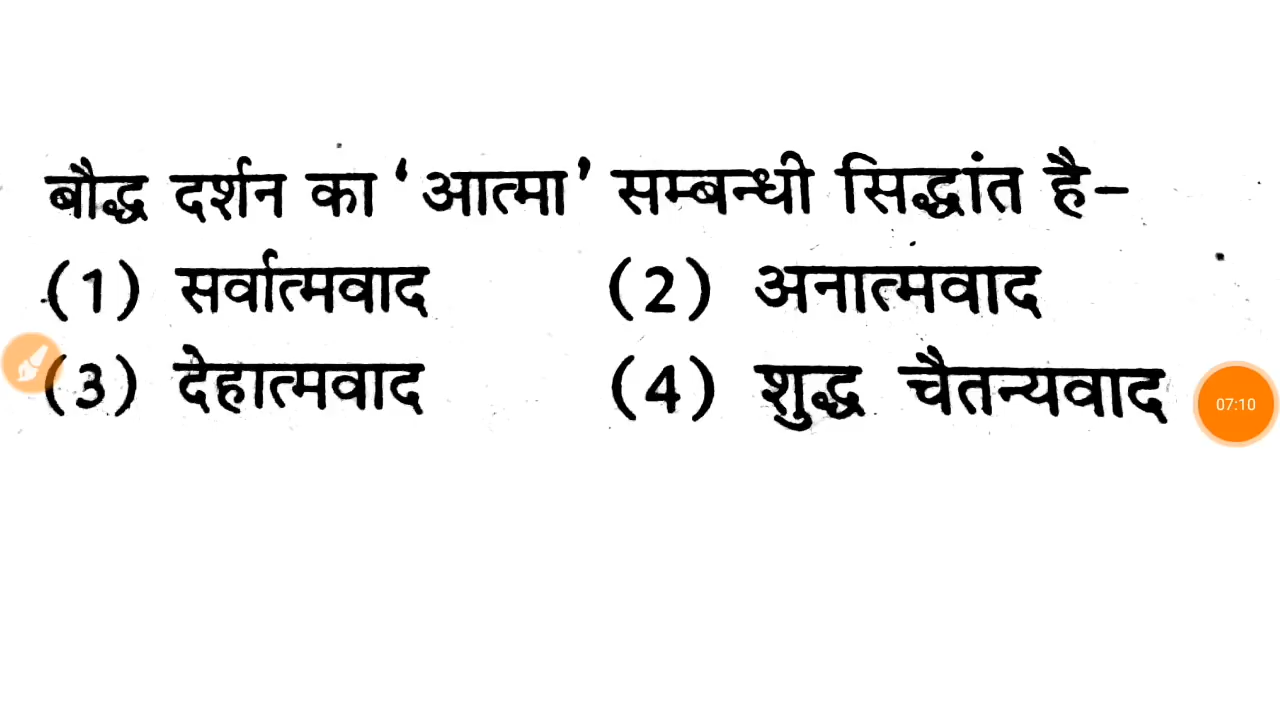 बौद्ध दर्शन का ‘आत्मा’ सम्बन्धी सिद्धांत है–
(1) सर्वात्मवाद (2) अनात्मवाद
(3) देहात्मवाद (4) शुद्ध चैतन्यवाद
07:10